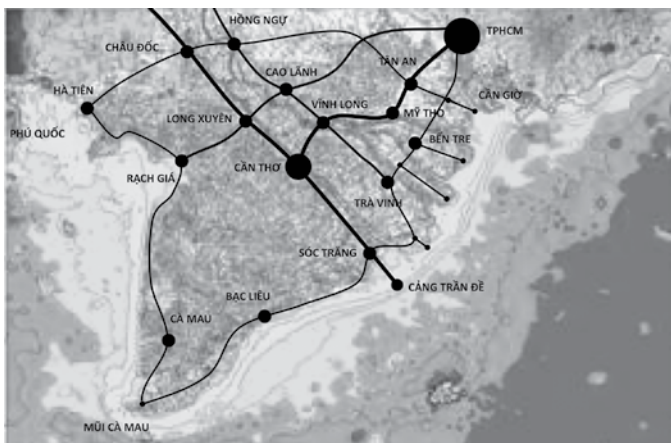 HỒNG NGỰ
TPHCM
CHÂU ĐỐC
TÂN AN
CAO LÃNH
HÀ TIÊN
CẦN GIỜ
VĨNH LONG
PHÚ QUỐC
LONG XUYÊN
MỸ THO
BẾN TRE
CẦN THƠ
RẠCH GIÁ
TRÀ VINH
SÓC TRĂNG
CẢNG TRẦN ĐỀ
BẠC LIÊU
CÀ MAU
MŨI CÀ MAU